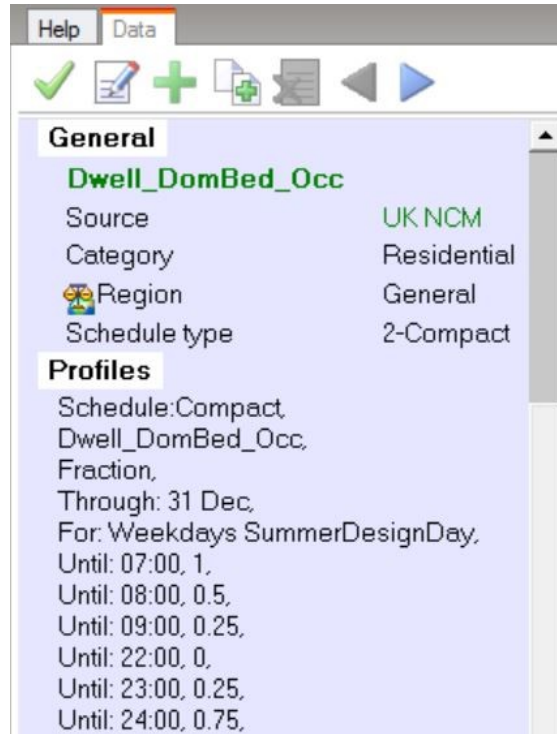 Help Data
General
Dwell_DomBed_Occ
Source UK NCM
Category Residential
Region General
Schedule type 2-Compact
Profiles
Schedule:Compact,
Dwell_DomBed_Occ,
Fraction,
Through: 31 Dec,
For: Weekdays SummerDesignDay,
Until: 07:00, 1,
Until: 08:00, 0.5,
Until: 09:00, 0.25,
Until: 22:00, 0,
Until: 23:00, 0.25,
Until: 24:00, 0.75,